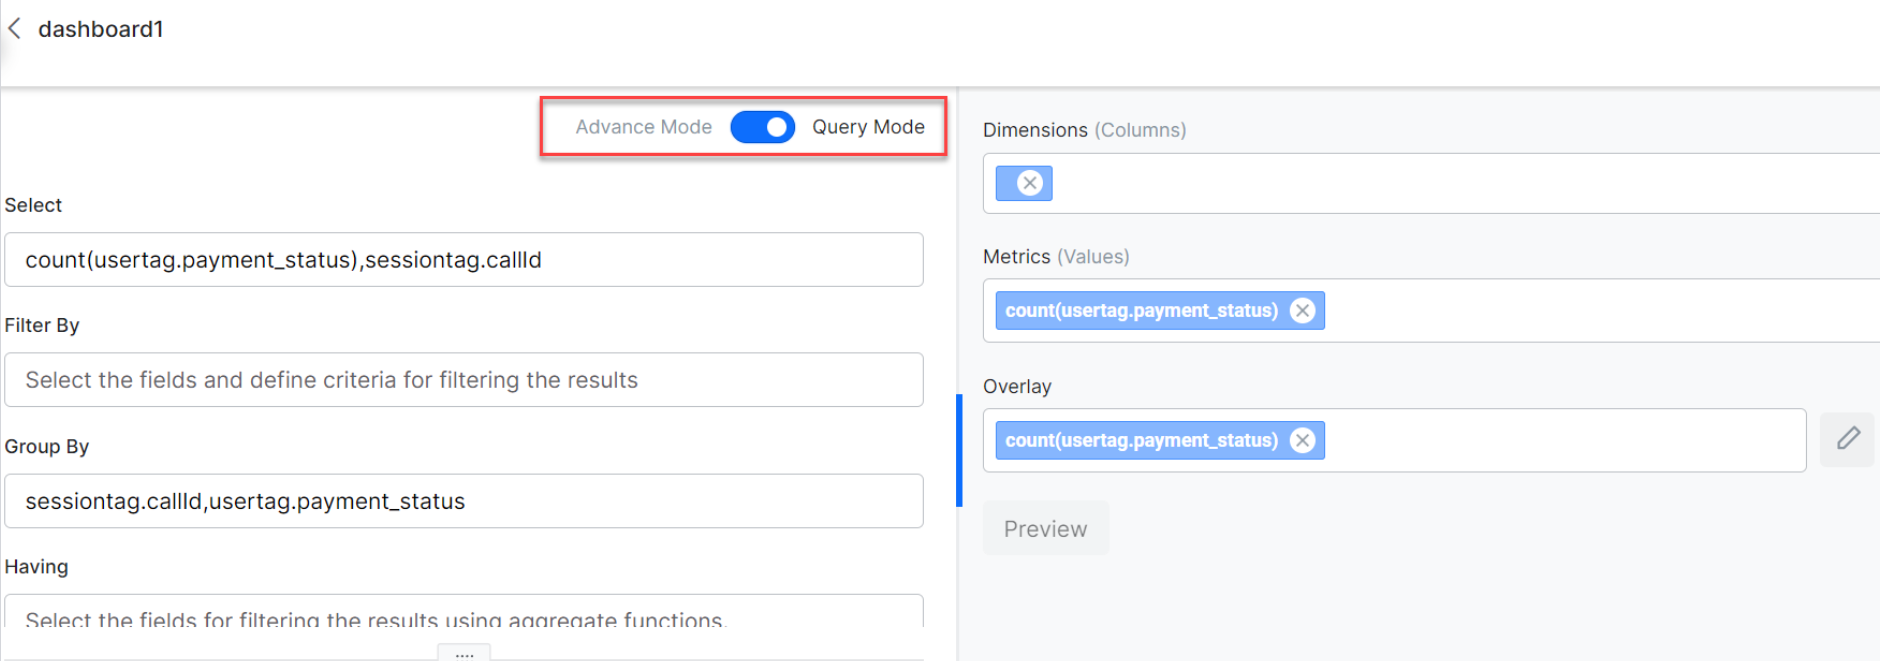 dashboard1
Advance Mode Query Mode
Select
count(usertag.payment_status),sessiontag.callId
Filter By
Select the fields and define criteria for filtering the results
Group By
sessiontag.callId,usertag.payment_status
Having
Select the fields for filtering the results using aggregate functions.
Dimensions (Columns)
Metrics (Values)
count(usertag.payment_status)
Overlay
count(usertag.payment_status)
Preview